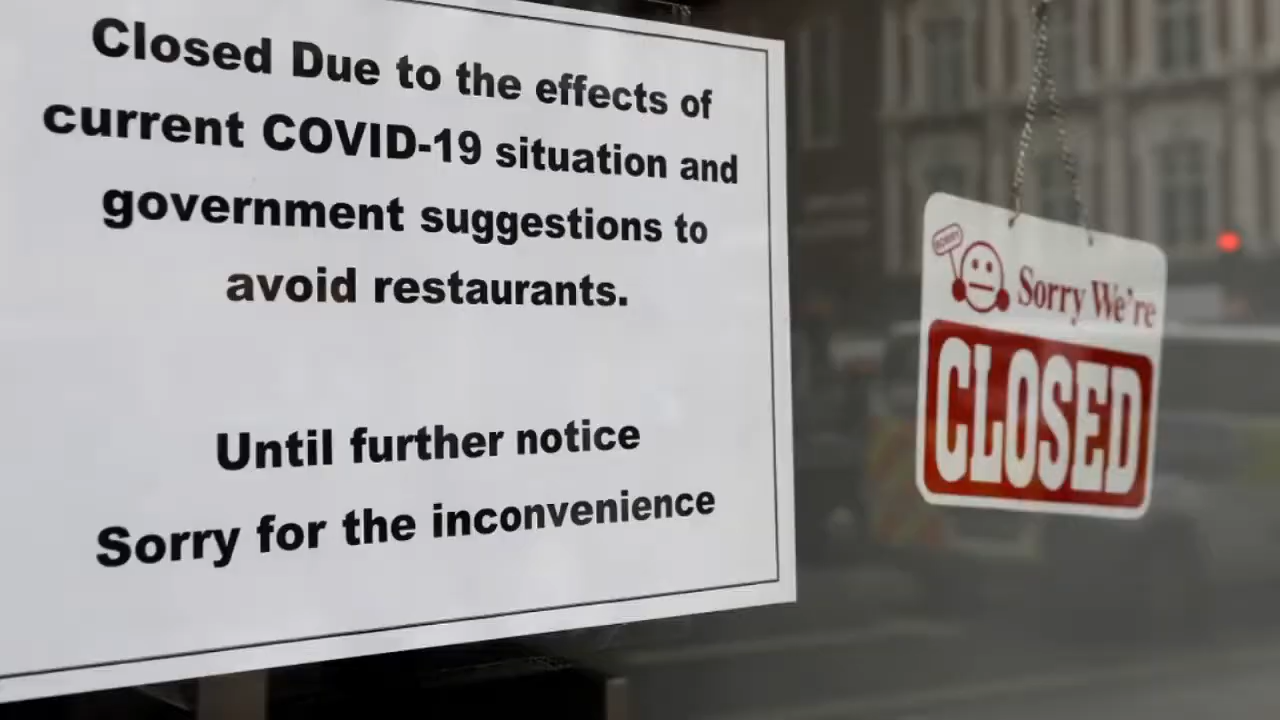 Closed Due to the effects of
current COVID-19 situation and
government suggestions to
avoid restaurants.
Until further notice
Sorry for the inconvenience
SORRY
Sorry We're
CLOSED